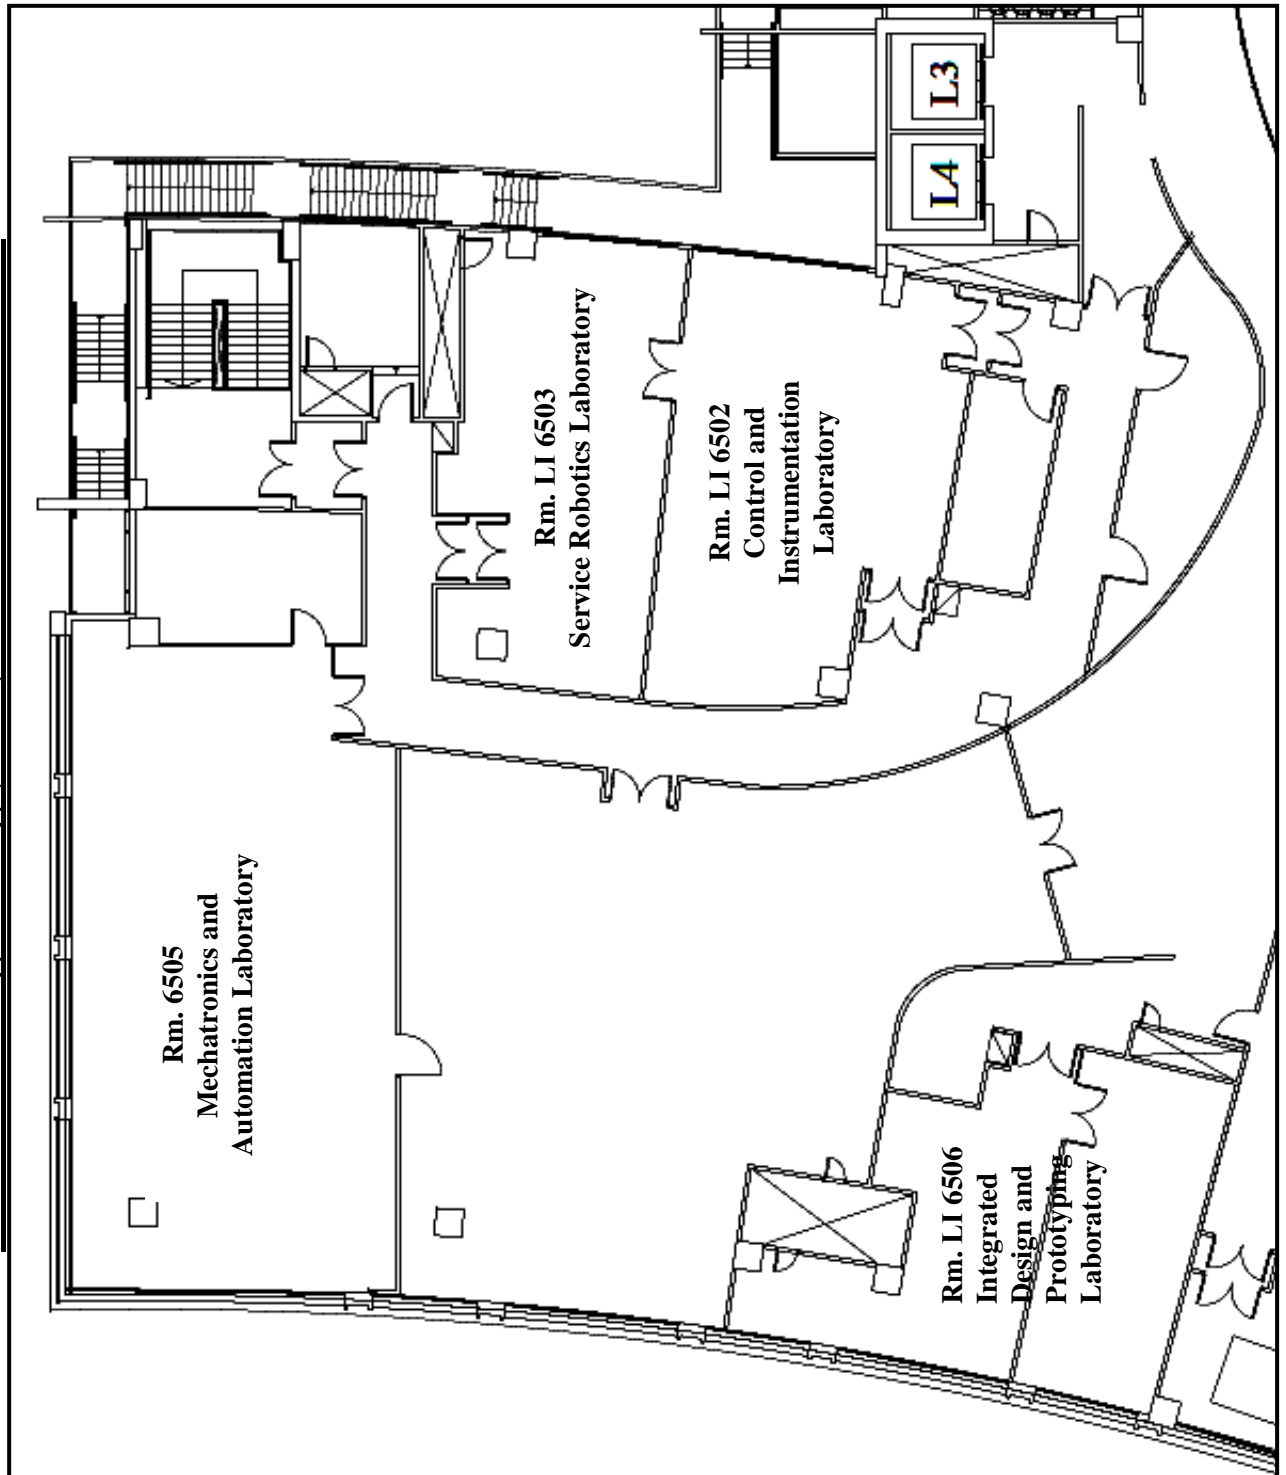 L3
L4
Rm. LI 6503
Service Robotics Laboratory
Rm. LI 6502
Control and
Instrumentation
Laboratory
Rm. 6505
Mechatronics and
Automation Laboratory
Rm. LI 6506
Integrated
Design and
Prototyping
Laboratory